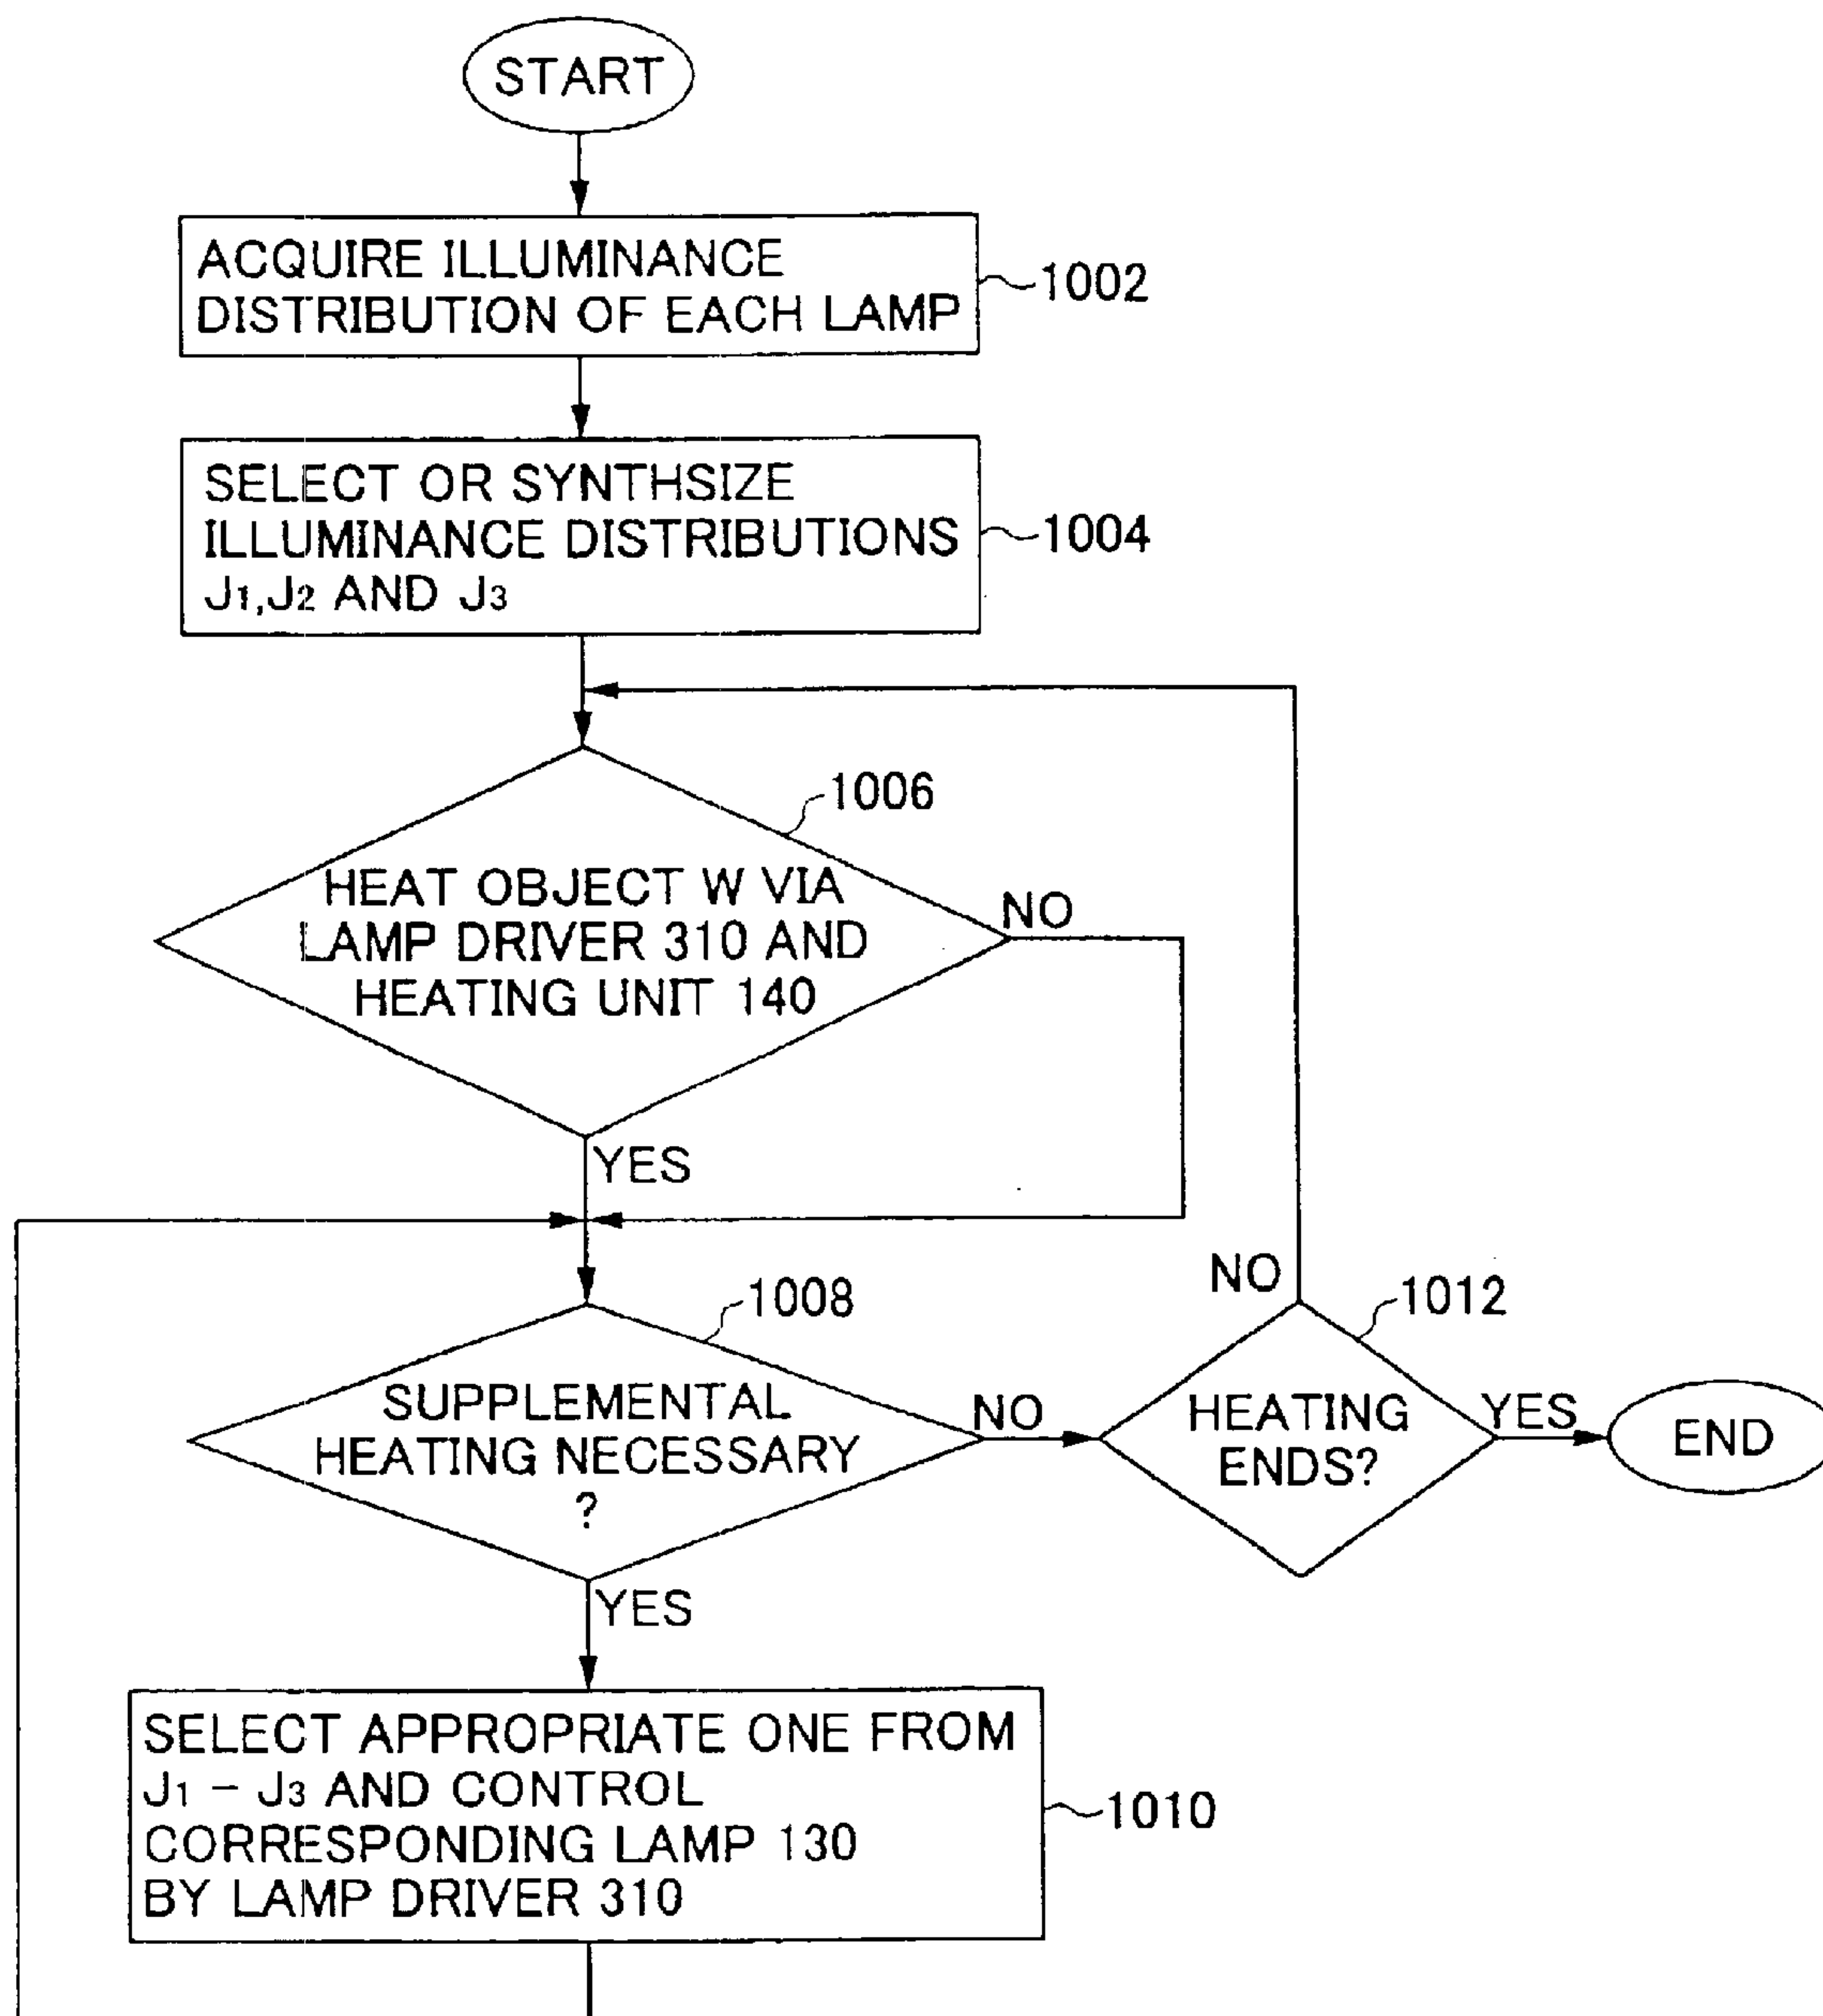 START
ACQUIRE ILLUMINANCE
DISTRIBUTION OF EACH LAMP
1002
SELECT OR SYNTHSIZE
ILLUMINANCE DISTRIBUTIONS
J1,J2 AND J3
1004
1006
HEAT OBJECT W VIA
LAMP DRIVER 310 AND
HEATING UNIT 140
NO
YES
1008
SUPPLEMENTAL
HEATING NECESSARY
?
NO
YES
NO
1012
HEATING
ENDS?
YES
END
SELECT APPROPRIATE ONE FROM
J1 – J3 AND CONTROL
CORRESPONDING LAMP 130
BY LAMP DRIVER 310
1010